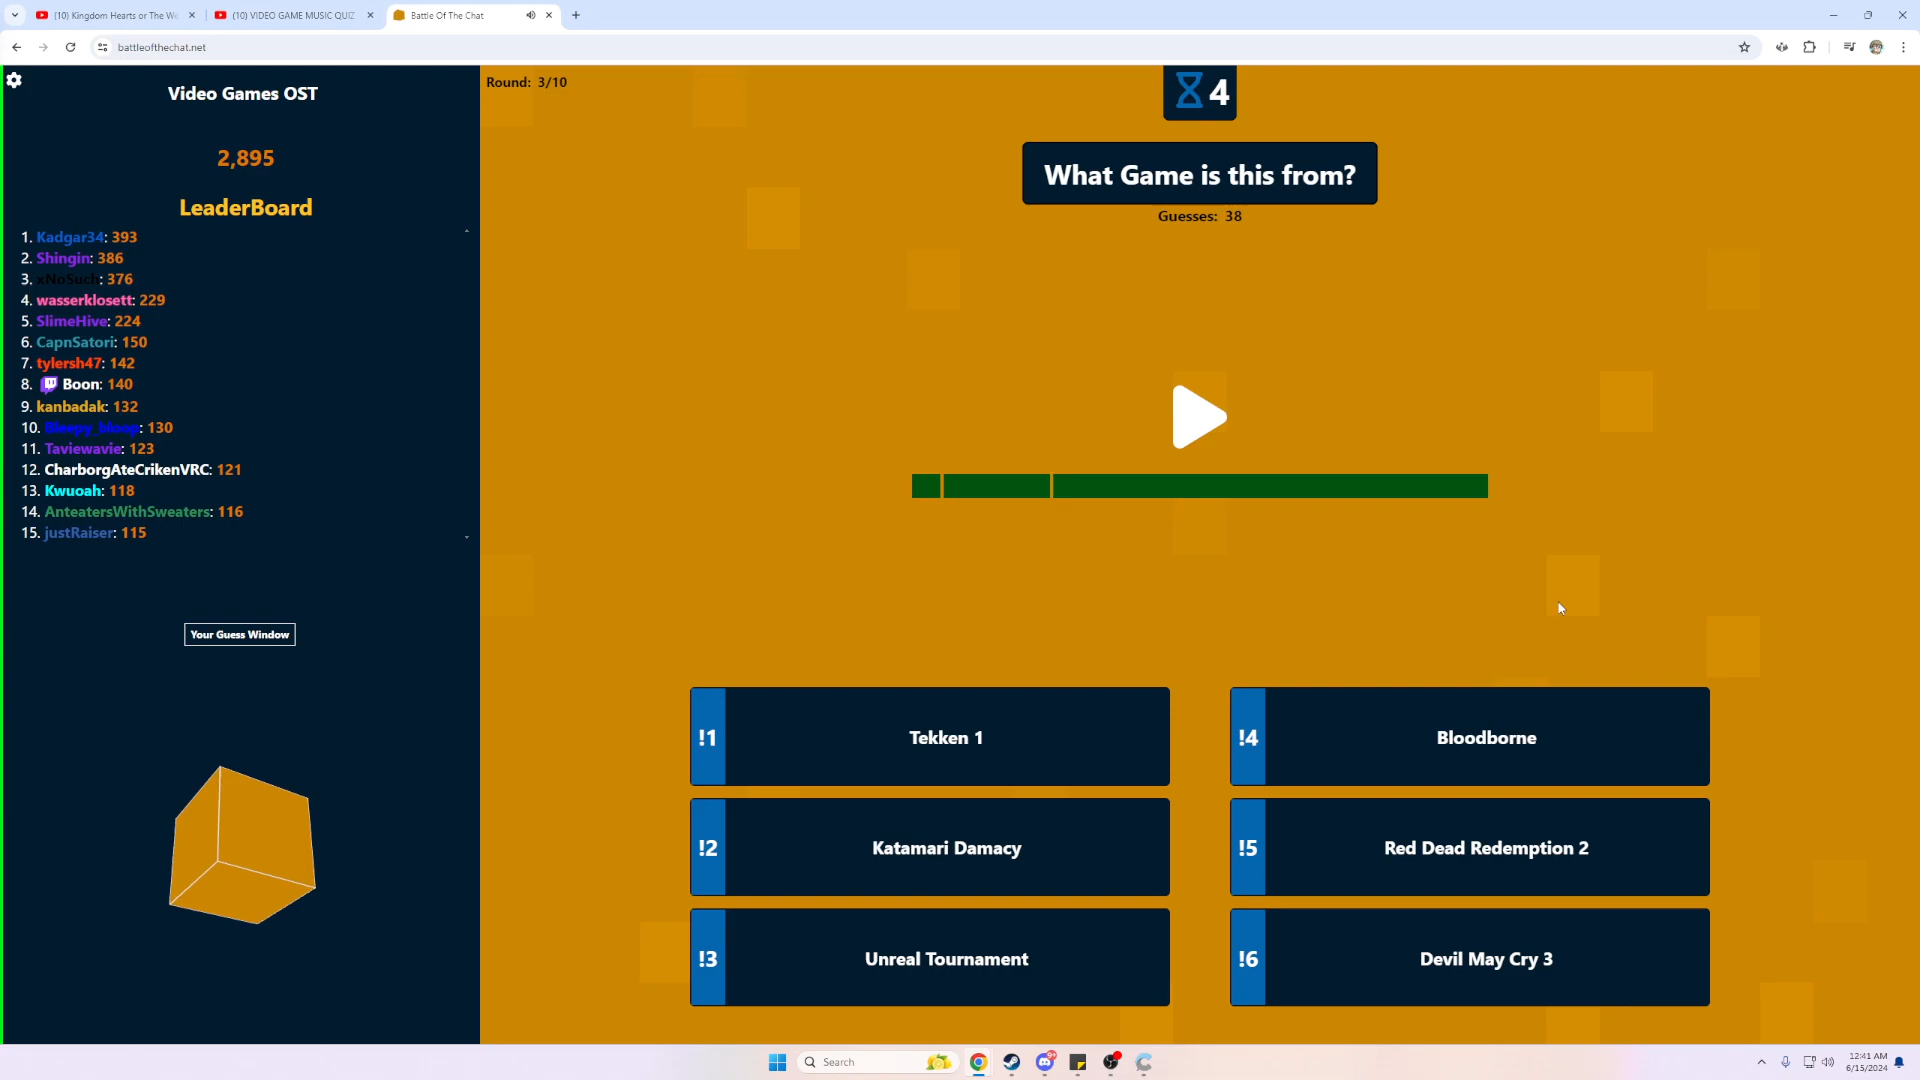 (10) Kingdom Hearts or The We
(10) VIDEO GAME MUSIC QUIZ
Battle Of The Chat
battleofthechat.net
Round: 3/10
4
Video Games OST
2,895
What Game is this from?
Guesses: 38
LeaderBoard
1. Kadgar34: 393
2. Shingin: 386
3. xNoSuch: 376
4. wasserklosett: 229
5. SlimeHive: 224
6. CapnSatori: 150
7. tylersh47: 142
8. Boon: 140
9. kanbadak: 132
10. Bleepy_bloop: 130
11. Taviewavie: 123
12. CharborgAteCrikenVRC: 121
13. Kwuoah: 118
14. AnteatersWithSweaters: 116
15. justRaiser: 115
Your Guess Window
!1 Tekken 1
!4 Bloodborne
!2 Katamari Damacy
!5 Red Dead Redemption 2
!3 Unreal Tournament
!6 Devil May Cry 3
Search
12:41 AM
6/15/2024